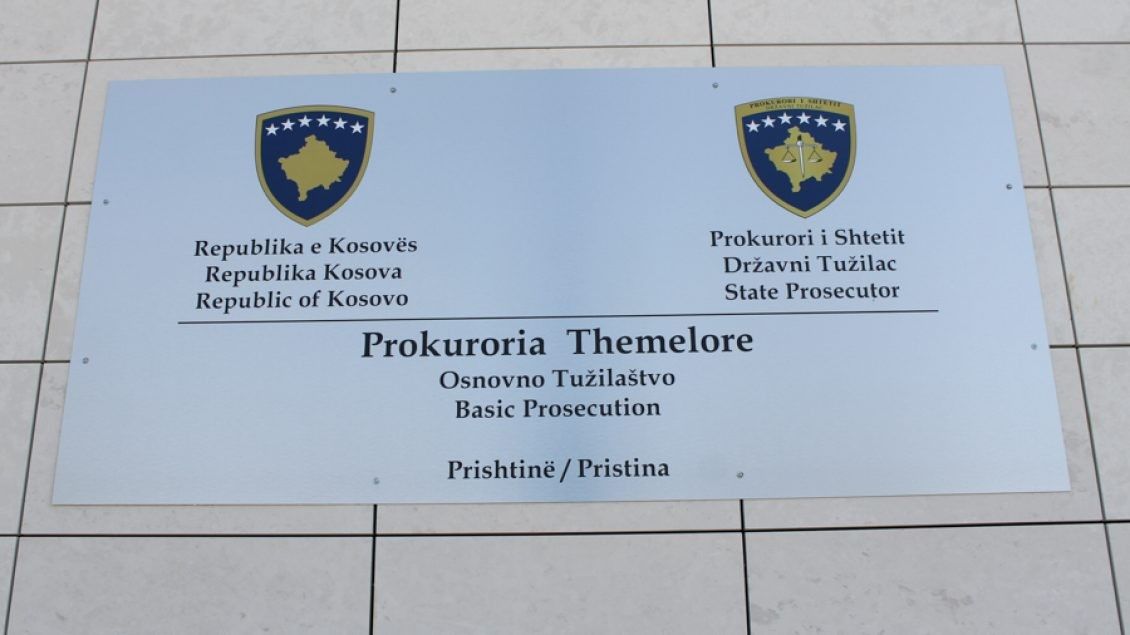 Republika e Kosovës
Republika Kosova
Republic of Kosovo
PROKURORI I SHTETIT
DRŽAVNI TUŽILAC
Prokurori i Shtetit
Državni Tužilac
State Prosecutor
Prokuroria Themelore
Osnovno Tužilaštvo
Basic Prosecution
Prishtinë / Pristina